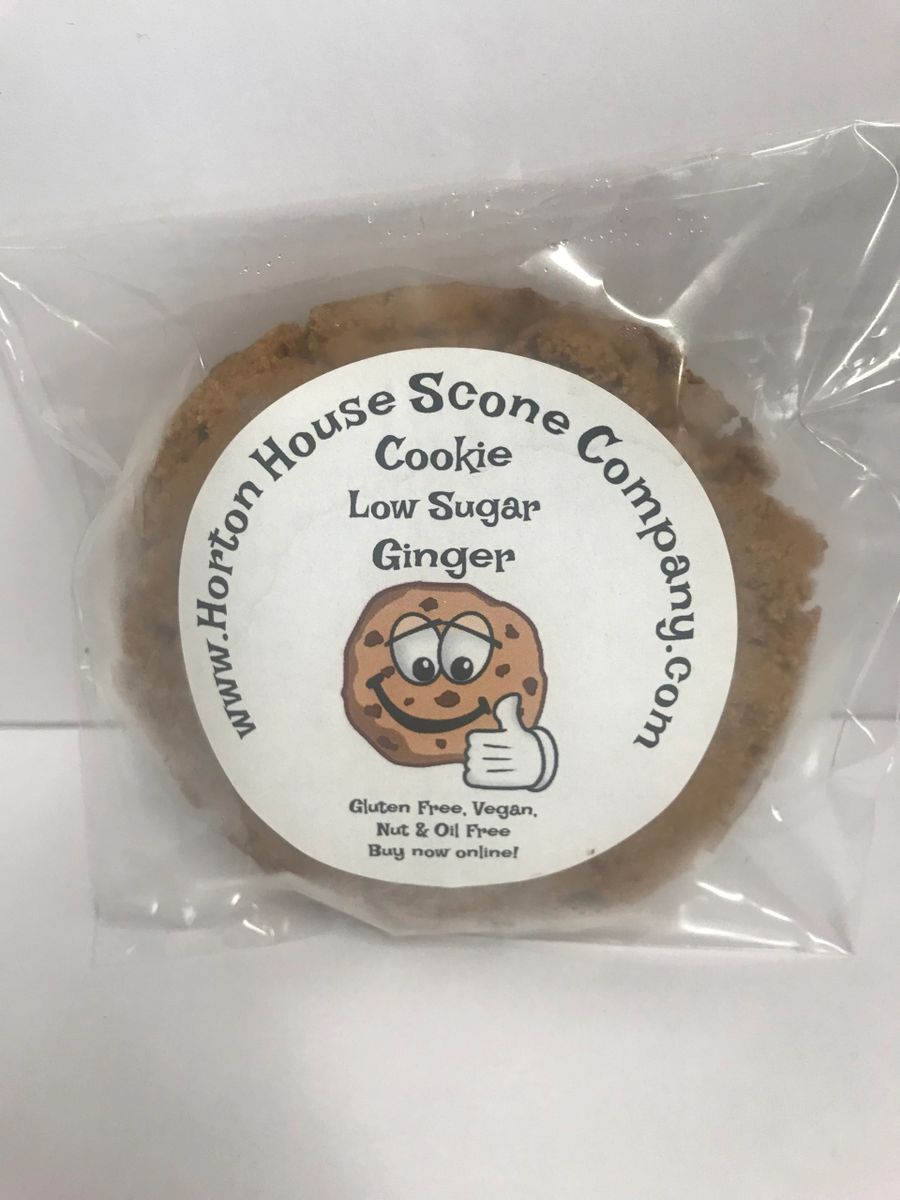 www.Horton House Scone Company.com
Cookie
Low Sugar
Ginger
Gluten Free, Vegan,
Nut & Oil Free
Buy now online!